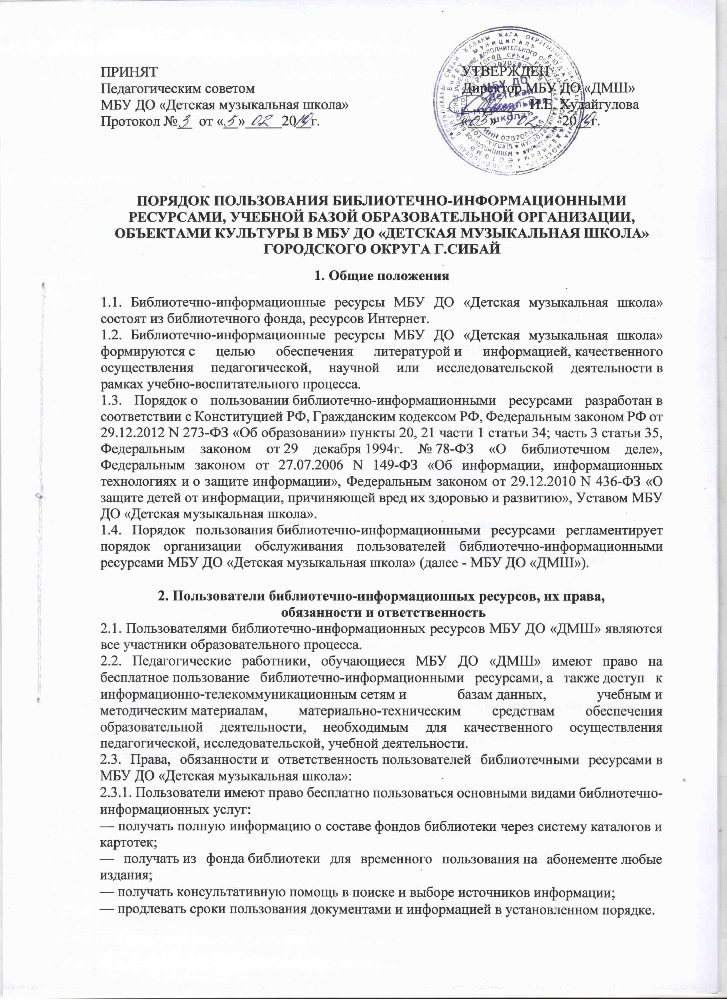 ПРИНЯТ
Педагогическим советом
МБУ ДО «Детская музыкальная школа»
Протокол № 3 от «5» 02 2019г.
УТВЕРЖДЕН
Директор МБУ ДО «ДМШ»
И.Е. Худайгулова
«05» 02 2019г.
МБУ ДО
«Детская
музыкальная
школа»
ИНН 0267008746
ПОРЯДОК ПОЛЬЗОВАНИЯ БИБЛИОТЕЧНО-ИНФОРМАЦИОННЫМИ
РЕСУРСАМИ, УЧЕБНОЙ БАЗОЙ ОБРАЗОВАТЕЛЬНОЙ ОРГАНИЗАЦИИ,
ОБЪЕКТАМИ КУЛЬТУРЫ В МБУ ДО «ДЕТСКАЯ МУЗЫКАЛЬНАЯ ШКОЛА»
ГОРОДСКОГО ОКРУГА Г.СИБАЙ
1. Общие положения
1.1. Библиотечно-информационные ресурсы МБУ ДО «Детская музыкальная школа»
состоят из библиотечного фонда, ресурсов Интернет.
1.2. Библиотечно-информационные ресурсы МБУ ДО «Детская музыкальная школа»
формируются с целью обеспечения литературой и информацией, качественного
осуществления педагогической, научной или исследовательской деятельности в
рамках учебно-воспитательного процесса.
1.3. Порядок о пользовании библиотечно-информационными ресурсами разработан в
соответствии с Конституцией РФ, Гражданским кодексом РФ, Федеральным законом РФ от
29.12.2012 N 273-ФЗ «Об образовании» пункты 20, 21 части 1 статьи 34; часть 3 статьи 35,
Федеральным законом от 29 декабря 1994г. № 78-ФЗ «О библиотечном деле»,
Федеральным законом от 27.07.2006 N 149-ФЗ «Об информации, информационных
технологиях и о защите информации», Федеральным законом от 29.12.2010 N 436-ФЗ «О
защите детей от информации, причиняющей вред их здоровью и развитию», Уставом МБУ
ДО «Детская музыкальная школа».
1.4. Порядок пользования библиотечно-информационными ресурсами регламентирует
порядок организации обслуживания пользователей библиотечно-информационными
ресурсами МБУ ДО «Детская музыкальная школа» (далее - МБУ ДО «ДМШ»).
2. Пользователи библиотечно-информационных ресурсов, их права,
обязанности и ответственность
2.1. Пользователями библиотечно-информационных ресурсов МБУ ДО «ДМШ» являются
все участники образовательного процесса.
2.2. Педагогические работники, обучающиеся МБУ ДО «ДМШ» имеют право на
бесплатное пользование библиотечно-информационными ресурсами, а также доступ к
информационно-телекоммуникационным сетям и базам данных, учебным и
методическим материалам, материально-техническим средствам обеспечения
образовательной деятельности, необходимым для качественного осуществления
педагогической, исследовательской, учебной деятельности.
2.3. Права, обязанности и ответственность пользователей библиотечными ресурсами в
МБУ ДО «Детская музыкальная школа»:
2.3.1. Пользователи имеют право бесплатно пользоваться основными видами библиотечно-
информационных услуг:
— получать полную информацию о составе фондов библиотеки через систему каталогов и
картотек;
— получать из фонда библиотеки для временного пользования на абонементе любые
издания;
— получать консультативную помощь в поиске и выборе источников информации;
— продлевать сроки пользования документами и информацией в установленном порядке.